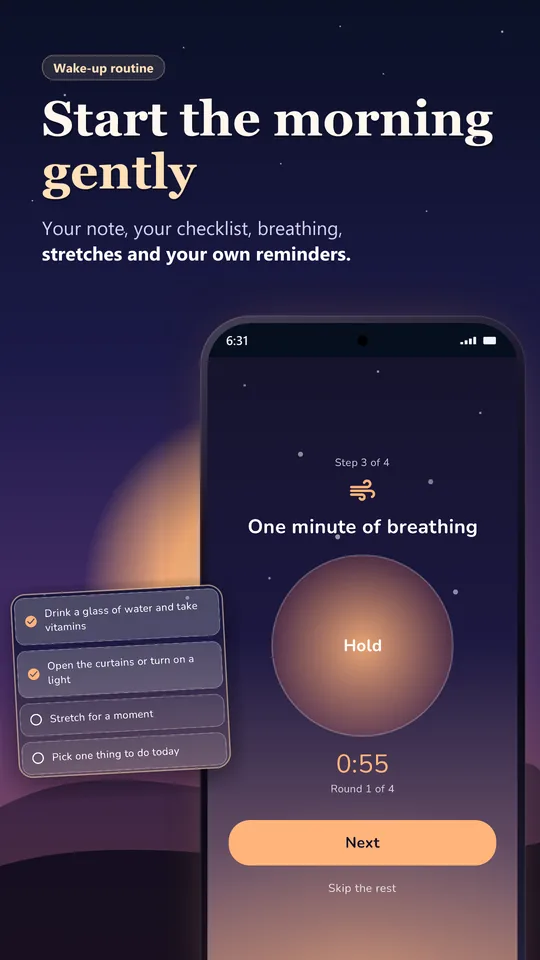 Wake-up routine
Start the morning
gently
Your note, your checklist, breathing,
stretches and your own reminders.
6:31
Step 3 of 4
One minute of breathing
Hold
0:55
Round 1 of 4
Next
Skip the rest
Drink a glass of water and take
vitamins
Open the curtains or turn on a
light
Stretch for a moment
Pick one thing to do today